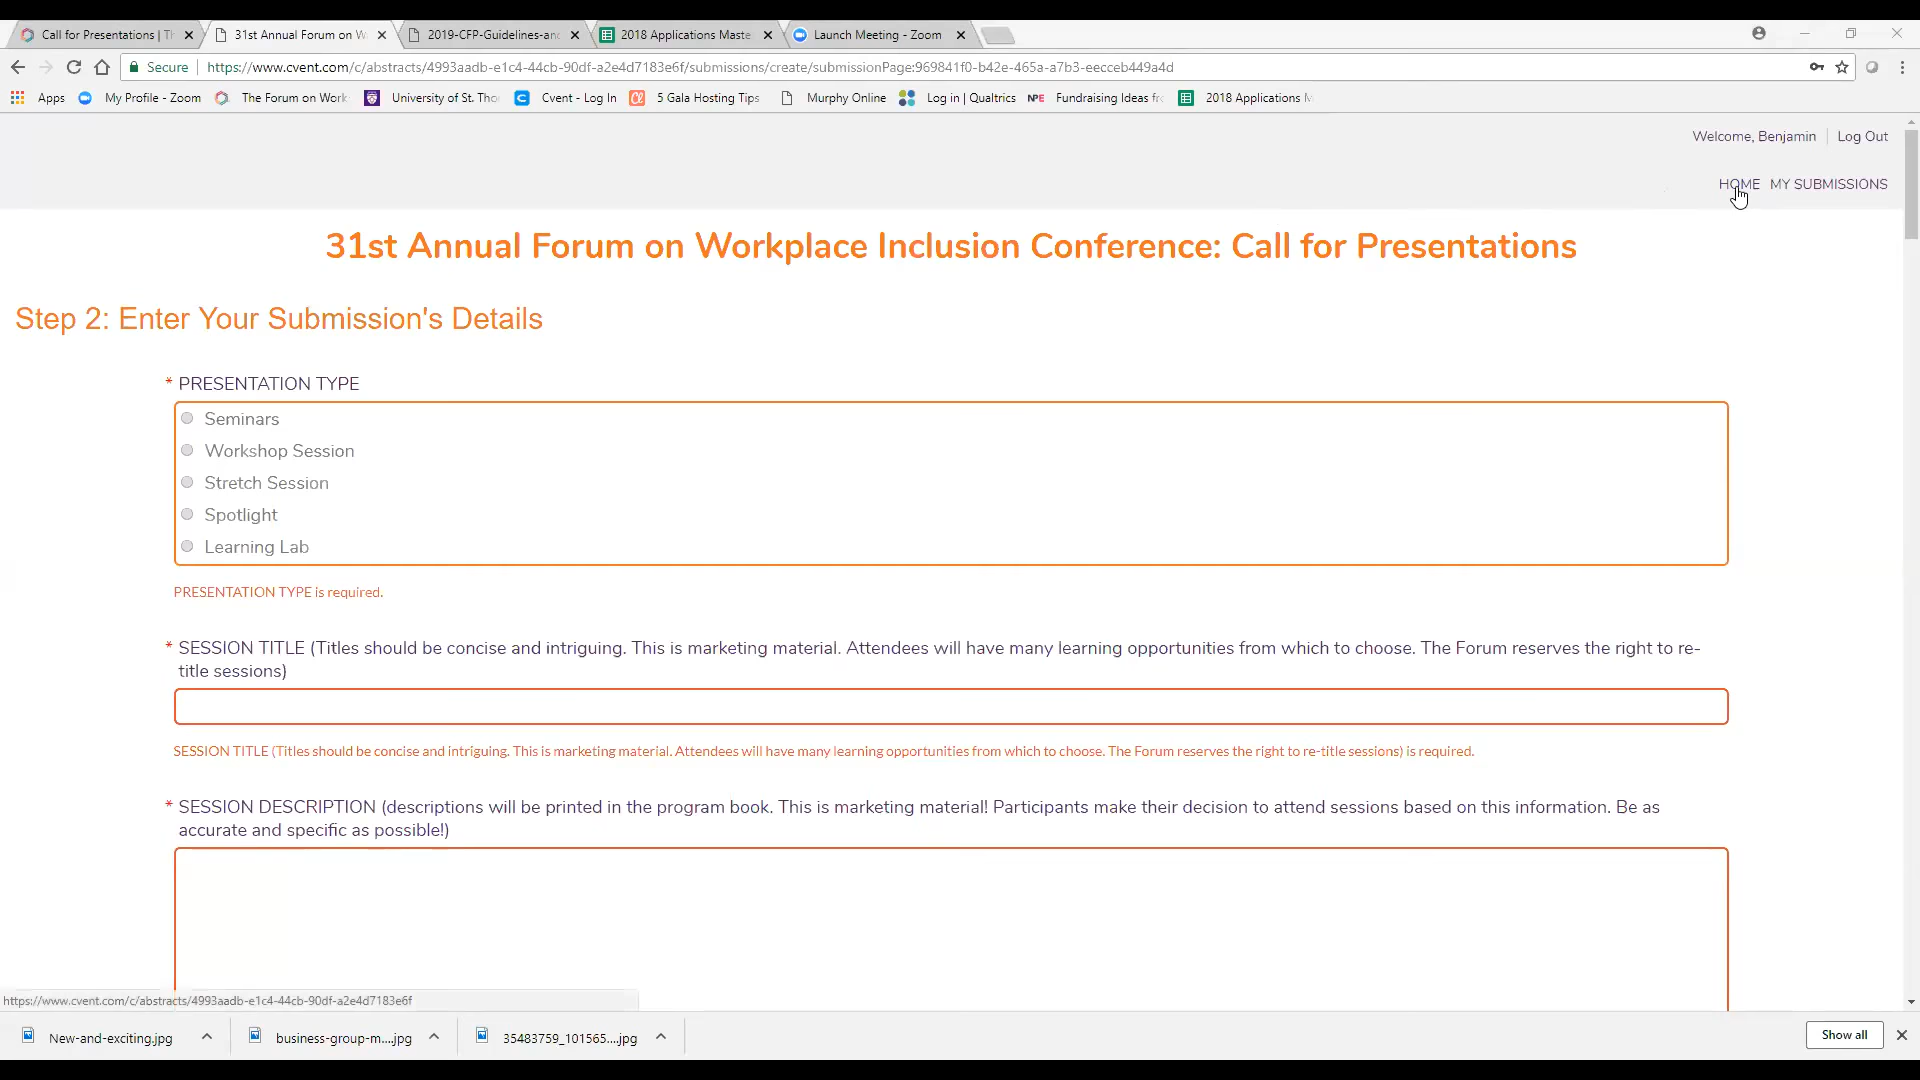 Call for Presentations | Th
31st Annual Forum on W
2019-CFP-Guidelines-and
2018 Applications Maste
Launch Meeting - Zoom
Secure
https://www.cvent.com/c/abstracts/4993aadb-e1c4-44cb-90df-a2e4d7183e6f/submissions/create/submissionPage:969841f0-b42e-465a-a7b3-eecceb449a4d
Apps
My Profile - Zoom
The Forum on Work
University of St. Tho
Cvent - Log In
5 Gala Hosting Tips
Murphy Online
Log in | Qualtrics
NPE
Fundraising Ideas fr
2018 Applications M
Welcome, Benjamin
Log Out
HOME
MY SUBMISSIONS
31st Annual Forum on Workplace Inclusion Conference: Call for Presentations
Step 2: Enter Your Submission's Details
* PRESENTATION TYPE
Seminars
Workshop Session
Stretch Session
Spotlight
Learning Lab
PRESENTATION TYPE is required.
* SESSION TITLE (Titles should be concise and intriguing. This is marketing material. Attendees will have many learning opportunities from which to choose. The Forum reserves the right to re-
title sessions)
SESSION TITLE (Titles should be concise and intriguing. This is marketing material. Attendees will have many learning opportunities from which to choose. The Forum reserves the right to re-title sessions) is required.
* SESSION DESCRIPTION (descriptions will be printed in the program book. This is marketing material! Participants make their decision to attend sessions based on this information. Be as
accurate and specific as possible!)
https://www.cvent.com/c/abstracts/4993aadb-e1c4-44cb-90df-a2e4d7183e6f
New-and-exciting.jpg
business-group-m....jpg
35483759_101565....jpg
Show all